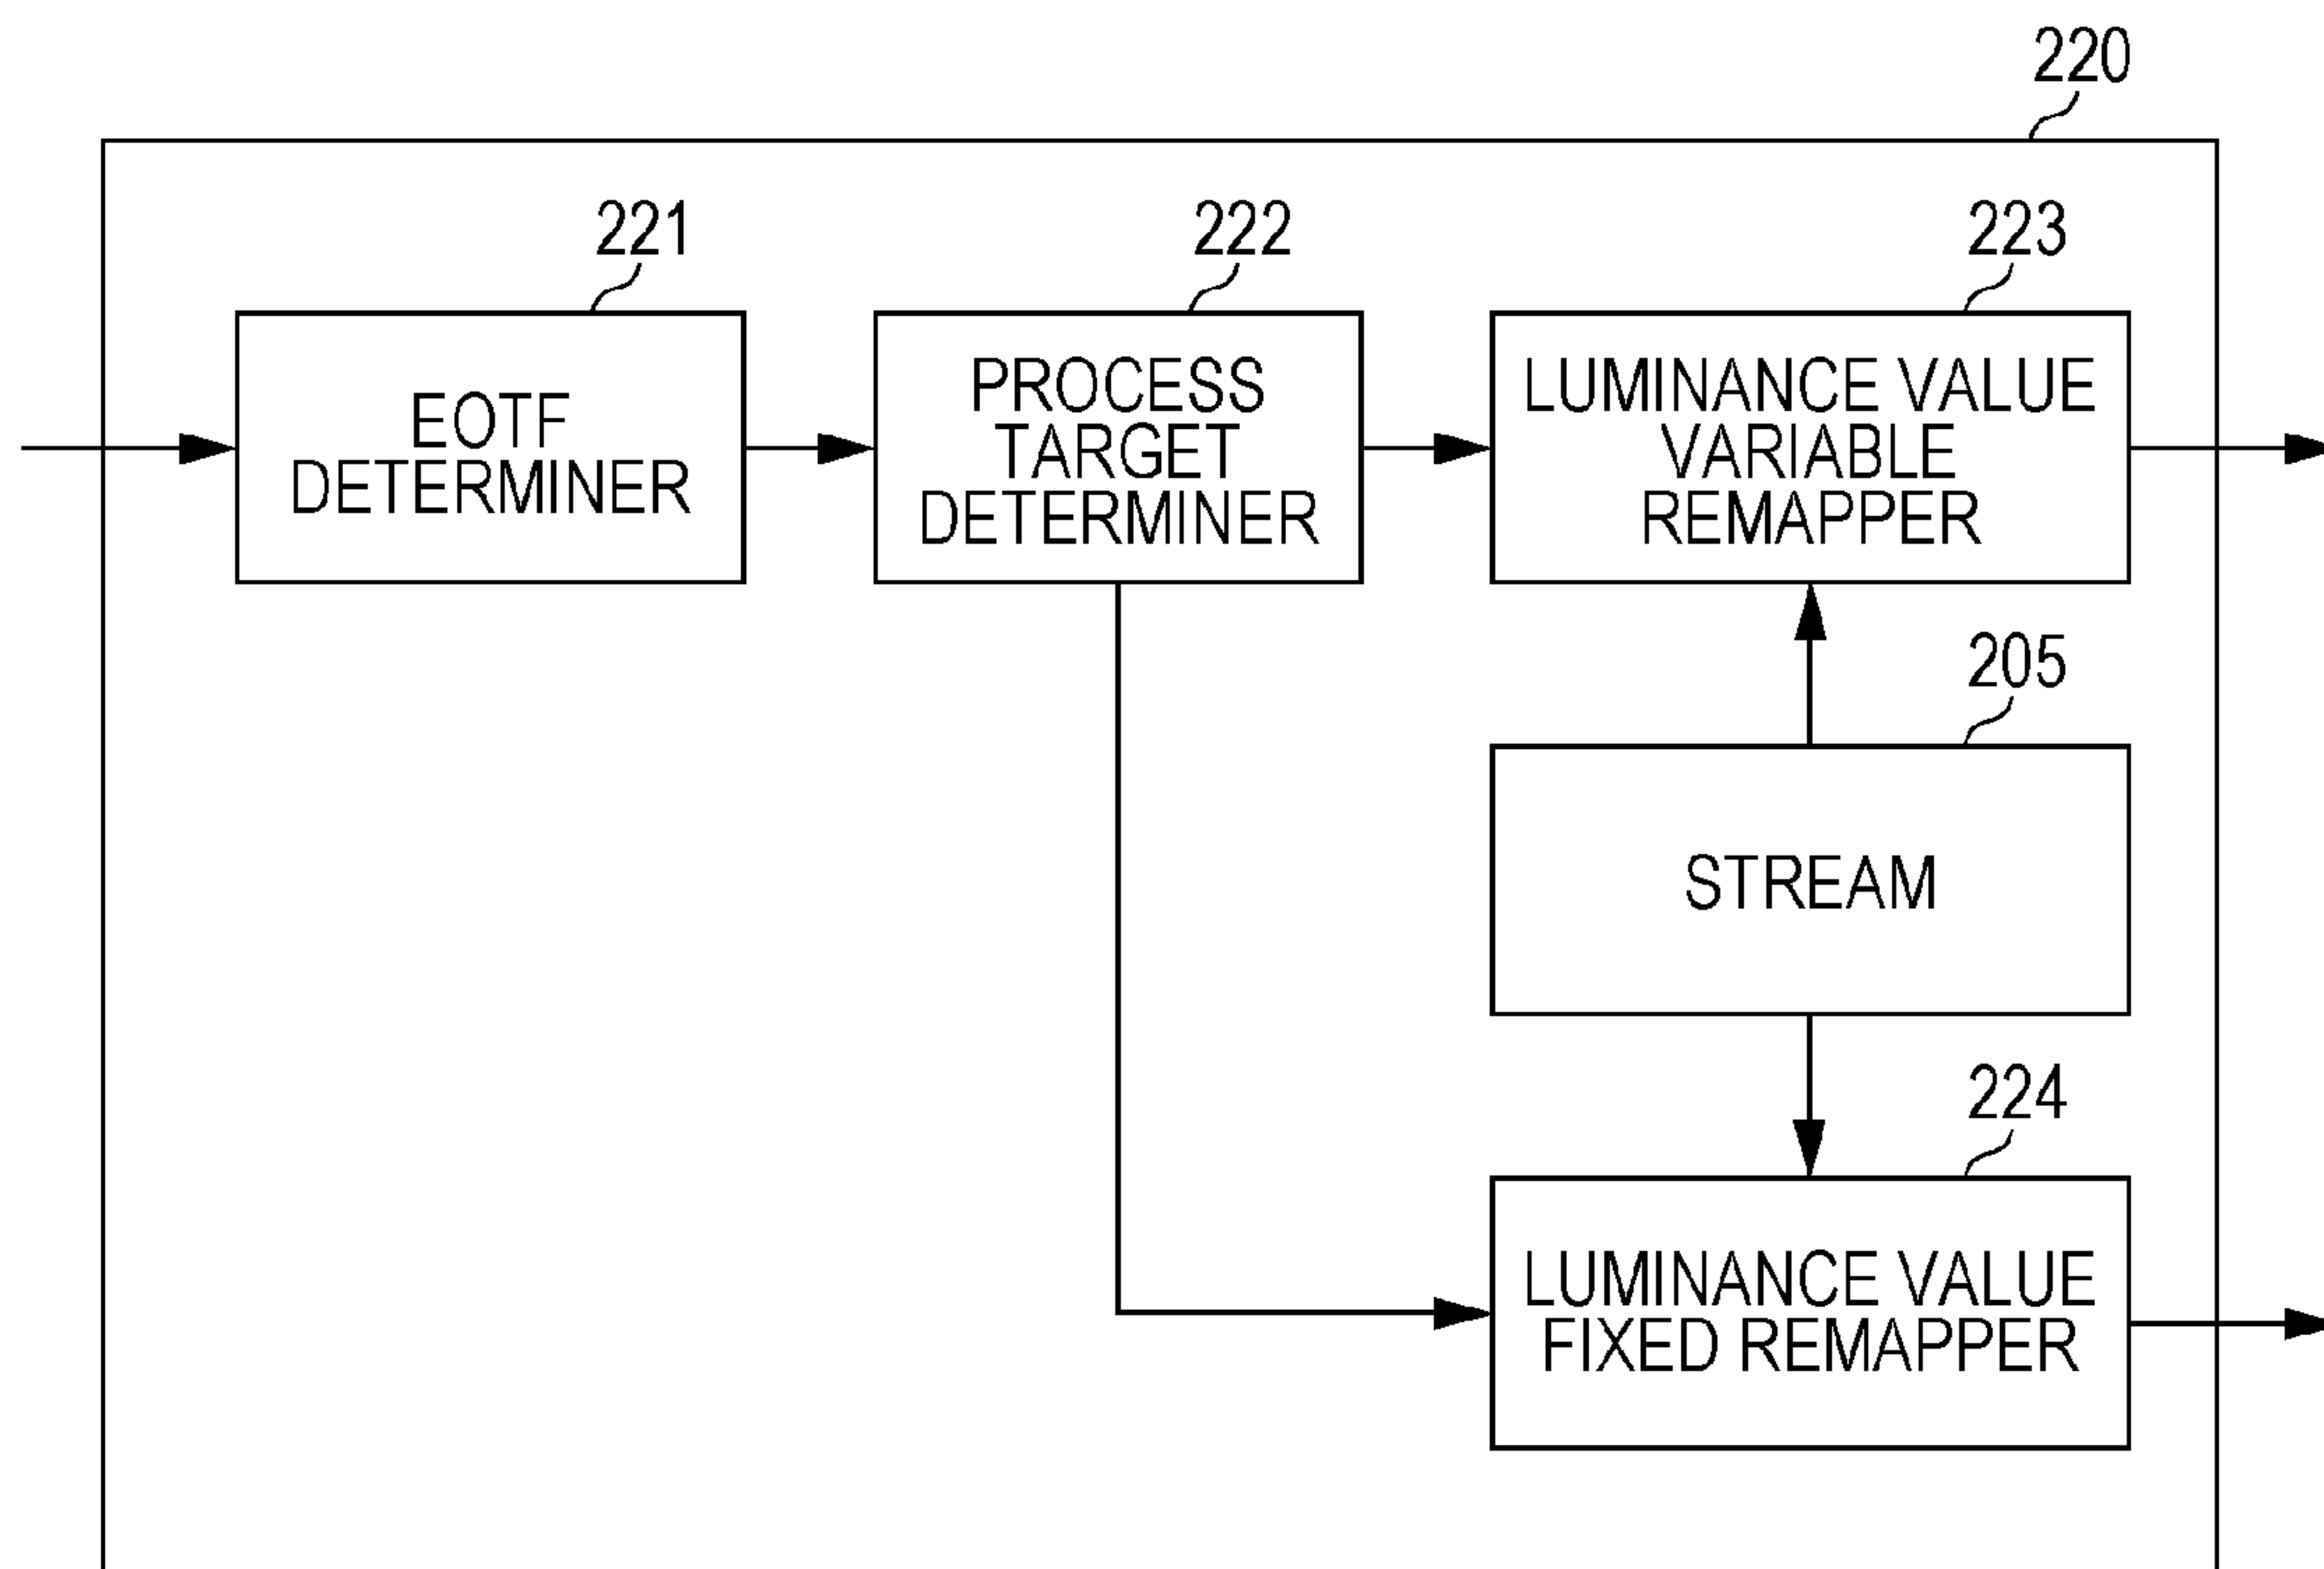 220
221
222
223
EOTF
DETERMINER
PROCESS
TARGET
DETERMINER
LUMINANCE VALUE
VARIABLE
REMAPPER
205
STREAM
224
LUMINANCE VALUE
FIXED REMAPPER